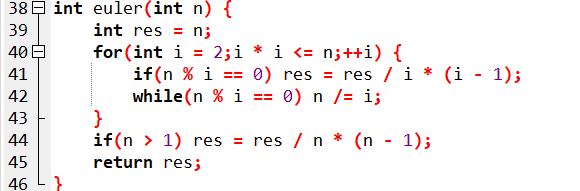 38 int euler(int n) {
39     int res = n;
40     for(int i = 2;i * i <= n;++i) {
41         if(n % i == 0) res = res / i * (i - 1);
42         while(n % i == 0) n /= i;
43     }
44     if(n > 1) res = res / n * (n - 1);
45     return res;
46 }